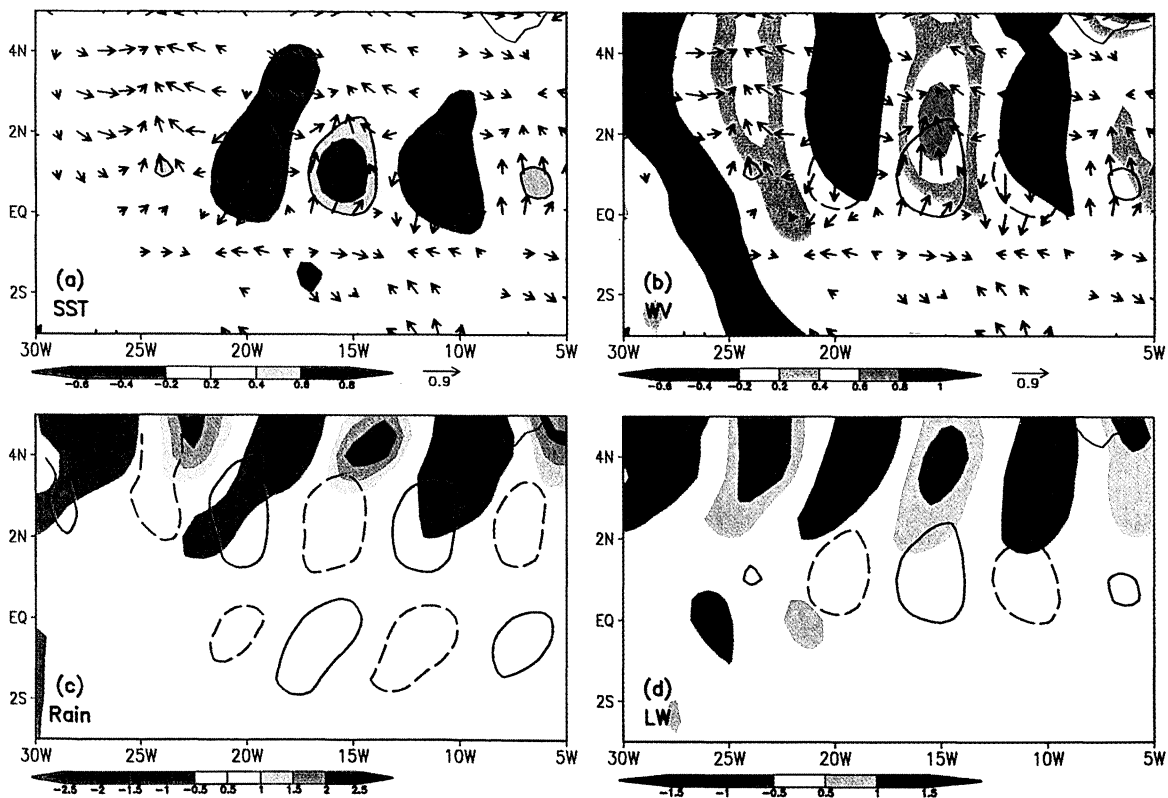 4N
2N
EQ
2S
(a)
SST
30W 25W 20W 15W 10W 5W
-0.6 -0.4 -0.2 0.2 0.4 0.6 0.8
0.9
4N
2N
EQ
2S
(b)
WV
30W 25W 20W 15W 10W 5W
-0.6 -0.4 -0.2 0.2 0.4 0.6 0.8 1
0.9
4N
2N
EQ
2S
(c)
Rain
30W 25W 20W 15W 10W 5W
-2.5 -2 -1.5 -0.5 0.5 1 1.5 2 2.5
4N
2N
EQ
2S
(d)
LW
30W 25W 20W 15W 10W 5W
-1.5 -1 -0.5 0.5 1 1.5